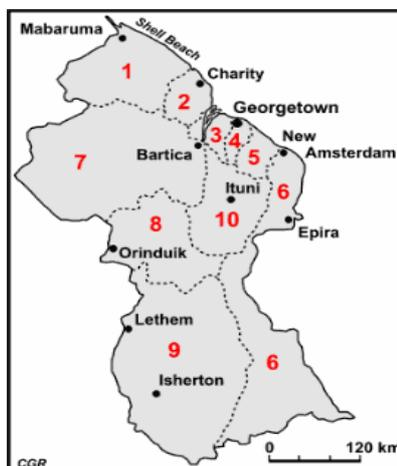 Mabaruma
Shell Beach
1
Charity
2
Georgetown
3
4
New
Amsterdam
7
Bartica
5
Ituni
6
8
10
Epira
Orinduik
Lethem
9
6
Isherton
0
120 km
CGR